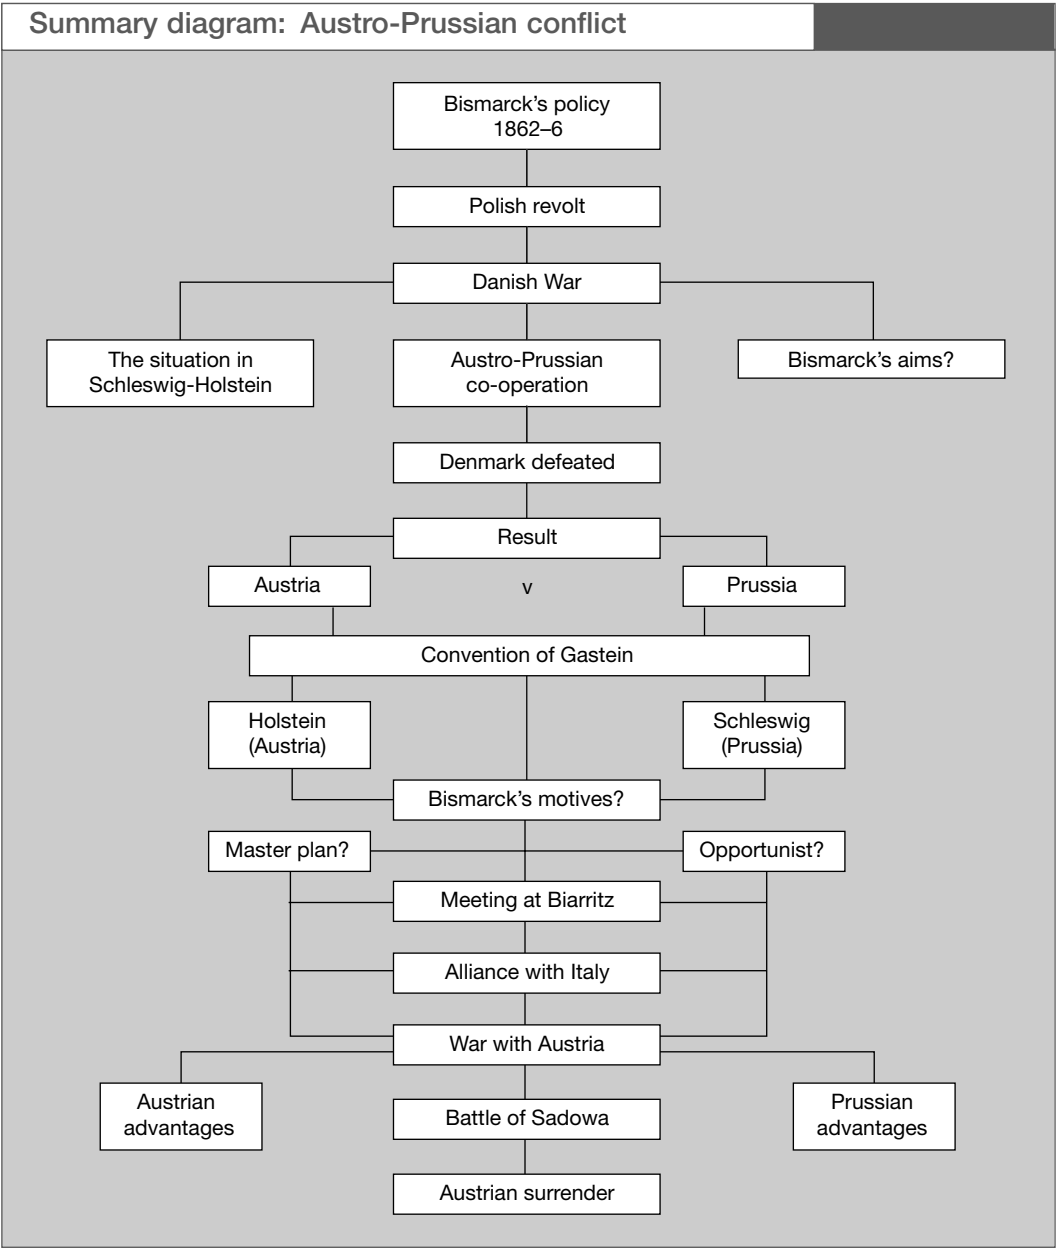 Summary diagram: Austro-Prussian conflict
Bismarck’s policy
1862–6
Polish revolt
Danish War
The situation in
Schleswig-Holstein
Austro-Prussian
co-operation
Bismarck’s aims?
Denmark defeated
Result
Austria
v
Prussia
Convention of Gastein
Holstein
(Austria)
Schleswig
(Prussia)
Bismarck’s motives?
Master plan?
Opportunist?
Meeting at Biarritz
Alliance with Italy
War with Austria
Austrian
advantages
Prussian
advantages
Battle of Sadowa
Austrian surrender